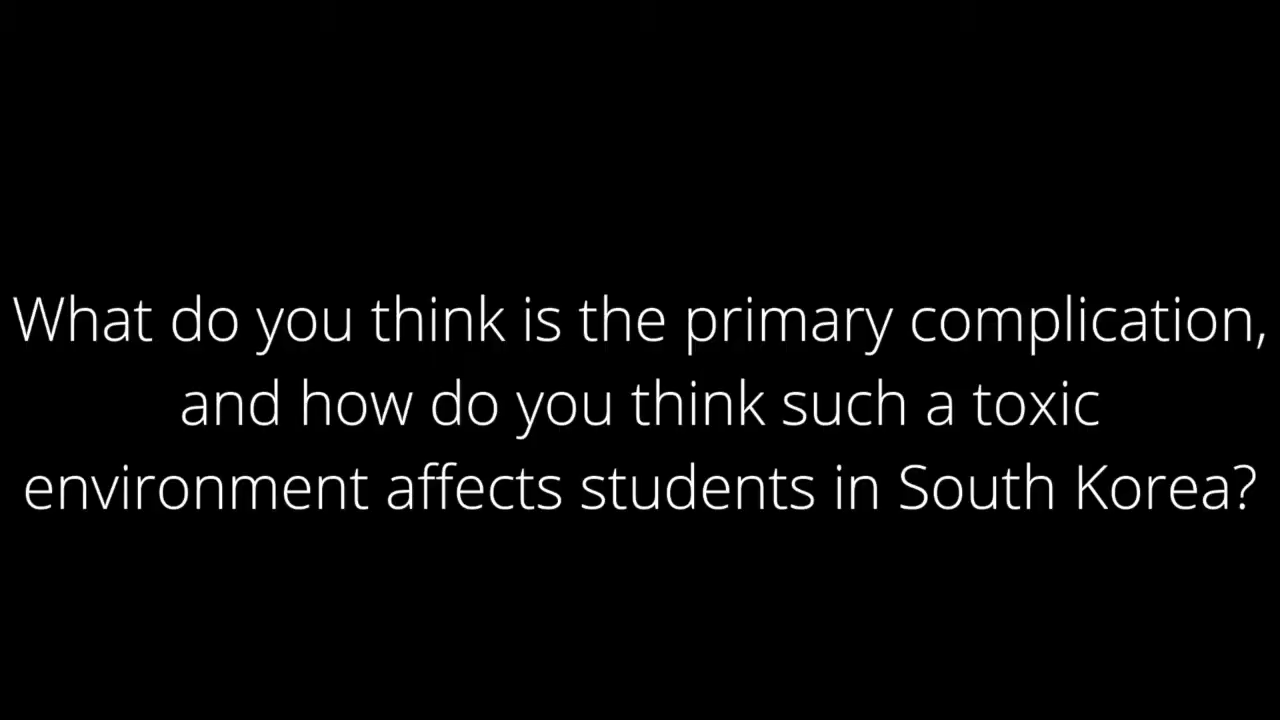 What do you think is the primary complication,
and how do you think such a toxic
environment affects students in South Korea?